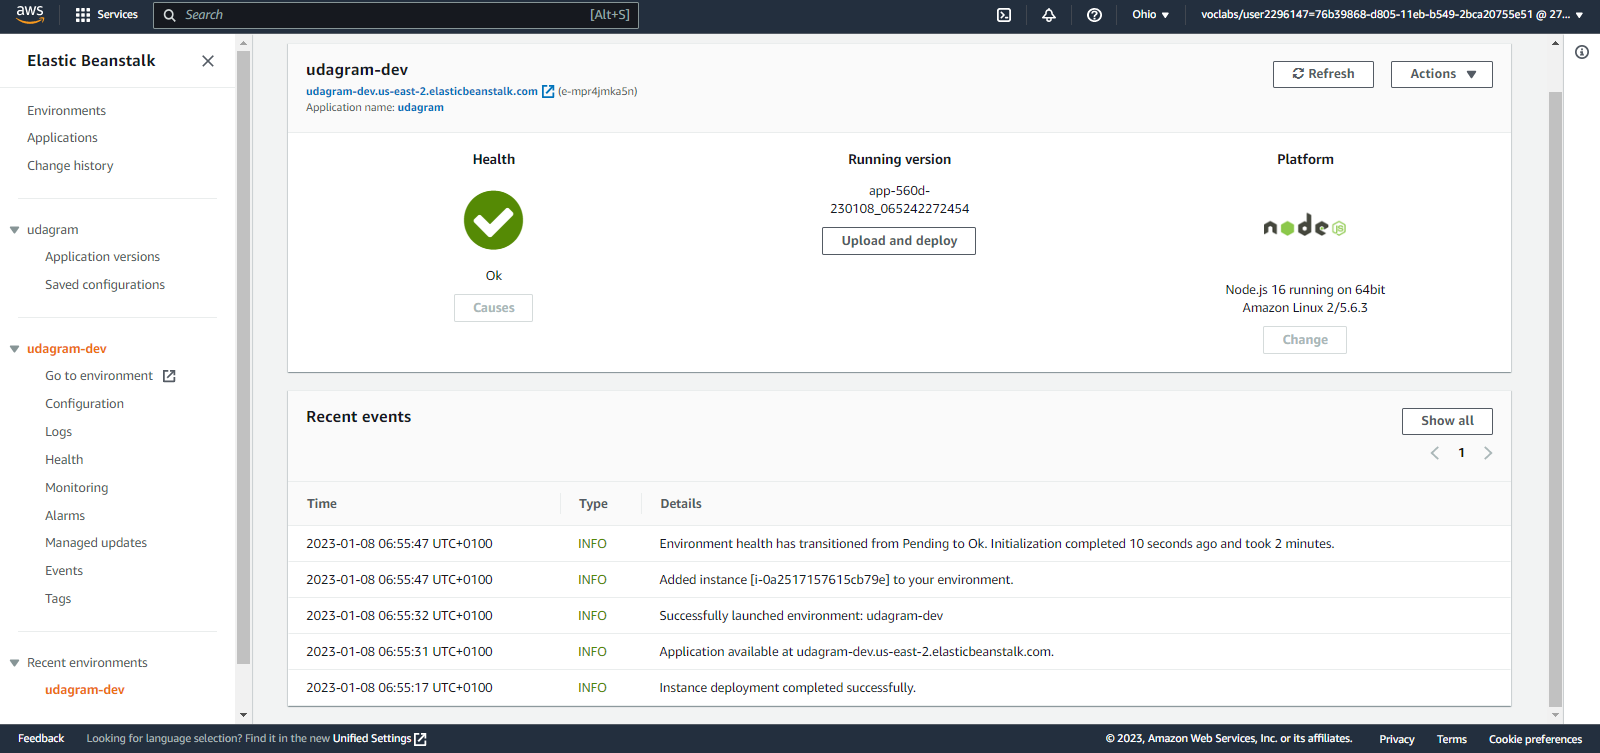 aws
Services
Search
[Alt+S]
Ohio
voclabs/user2296147=76b39868-d805-11eb-b549-2bca20755e51 @ 27...
Elastic Beanstalk
Environments
Applications
Change history
udagram
Application versions
Saved configurations
udagram-dev
Go to environment
Configuration
Logs
Health
Monitoring
Alarms
Managed updates
Events
Tags
Recent environments
udagram-dev
udagram-dev
udagram-dev.us-east-2.elasticbeanstalk.com (e-mpr4jmka5n)
Application name: udagram
Refresh
Actions
Health
Ok
Causes
Running version
app-560d-
230108_065242272454
Upload and deploy
Platform
node JS
Node.js 16 running on 64bit
Amazon Linux 2/5.6.3
Change
Recent events
Show all
1
Time Type Details
2023-01-08 06:55:47 UTC+0100 INFO Environment health has transitioned from Pending to Ok. Initialization completed 10 seconds ago and took 2 minutes.
2023-01-08 06:55:47 UTC+0100 INFO Added instance [i-0a2517157615cb79e] to your environment.
2023-01-08 06:55:32 UTC+0100 INFO Successfully launched environment: udagram-dev
2023-01-08 06:55:31 UTC+0100 INFO Application available at udagram-dev.us-east-2.elasticbeanstalk.com.
2023-01-08 06:55:17 UTC+0100 INFO Instance deployment completed successfully.
Feedback Looking for language selection? Find it in the new Unified Settings
© 2023, Amazon Web Services, Inc. or its affiliates. Privacy Terms Cookie preferences